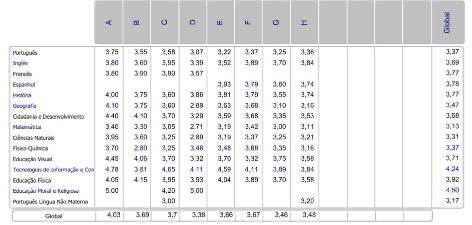 A B C D E F G H Global
Português 3.75 3.55 3,58 3.07 3,22 3.37 3,25 3,36 3,37
Inglês 3.80 3.60 3,95 3.39 3,52 3,89 3,70 3,84 3,69
Francês 3.80 3,90 3,80 3,57 3,77
Espanhol 3,93 3,79 3,60 3,74 3,78
História 4,00 3,75 3,60 3.86 3,81 3,79 3,55 3,74 3,77
Geografia 4,10 3,75 3,60 2,89 3,63 3,68 3,10 3,16 3,47
Cidadania e Desenvolvimento 4,40 4,10 3,70 3,29 3,59 3,68 3,35 3,53 3,68
Matemática 3,40 3,30 3,05 2,71 3,19 3,42 3,00 3,11 3,13
Ciências Naturais 3,95 3,60 3,25 2,89 3,19 3,37 3,25 3,21 3,31
Físico-Química 3,70 2,80 3,25 3,46 3,48 3,68 3,35 3,16 3,37
Educação Visual 4,45 4,06 3,70 3,32 3,70 3,32 3,75 3,58 3,71
Tecnologias de Informação e Con 4,78 3,81 4,65 4,11 4,59 4,11 3,89 3,84 4,24
Educação Física 4,05 4,15 3,95 3,93 4,04 3,89 3,70 3,58 3,92
Educação Moral e Religiosa 5,00 4,20 5,00 4,50
Português Língua Não Materna 3,00 3,20 3,17
Global 4,03 3,69 3,7 3,38 3,66 3,67 3,46 3,48